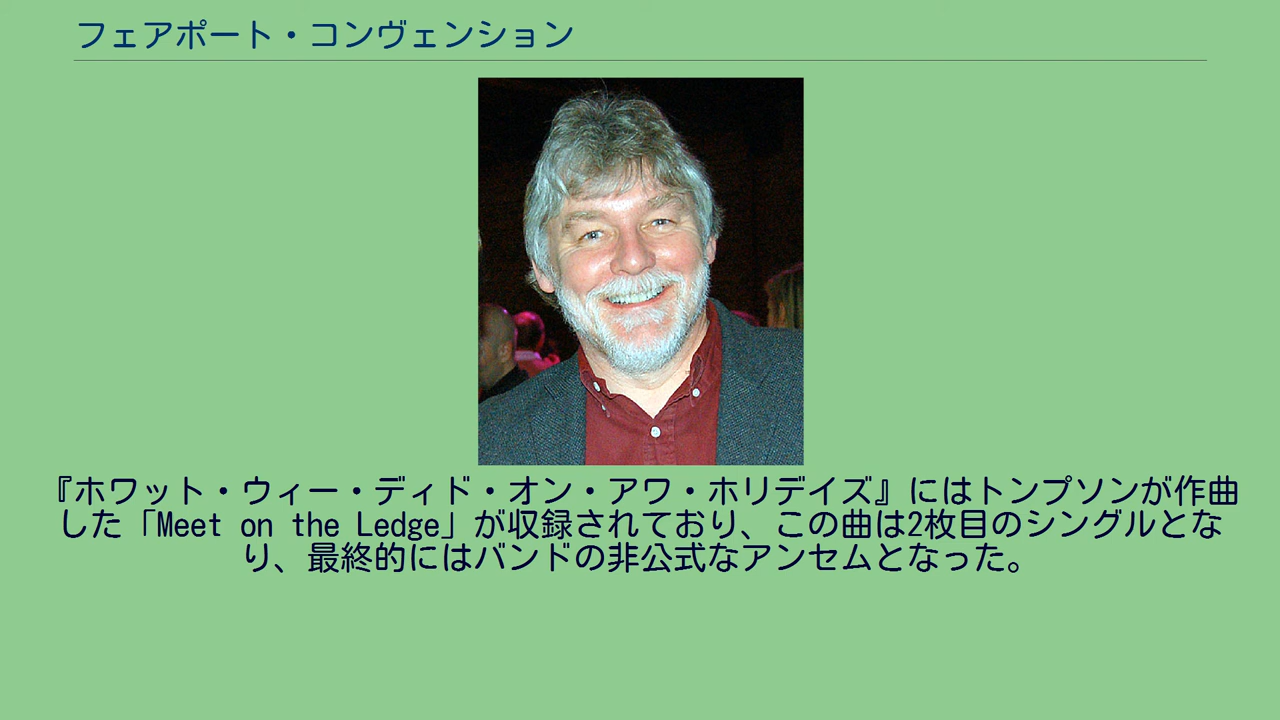 フェアポート・コンヴェンション
『ホワット・ウィー・ディド・オン・アワ・ホリデイズ』にはトンプソンが作曲
した「Meet on the Ledge」が収録されており、この曲は2枚目のシングルとな
り、最終的にはバンドの非公式なアンセムとなった。